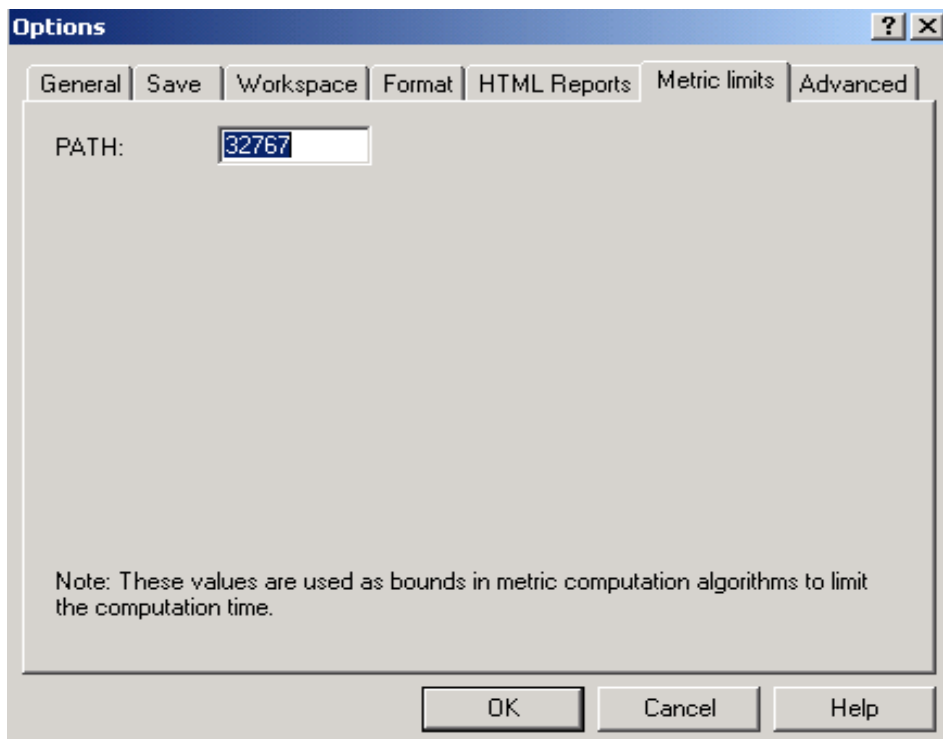 Options
General Save Workspace Format HTML Reports Metric limits Advanced
PATH: 32767
Note: These values are used as bounds in metric computation algorithms to limit
the computation time.
OK Cancel Help